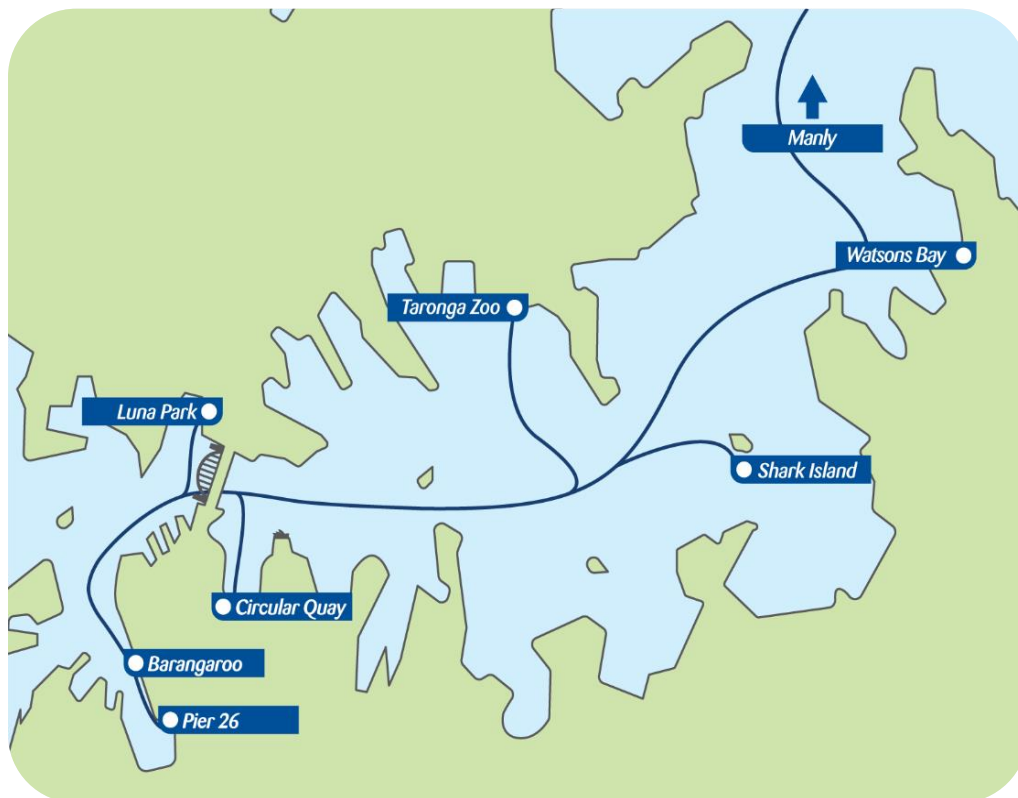 Manly
Watsons Bay
Taronga Zoo
Luna Park
Shark Island
Circular Quay
Barangaroo
Pier 26